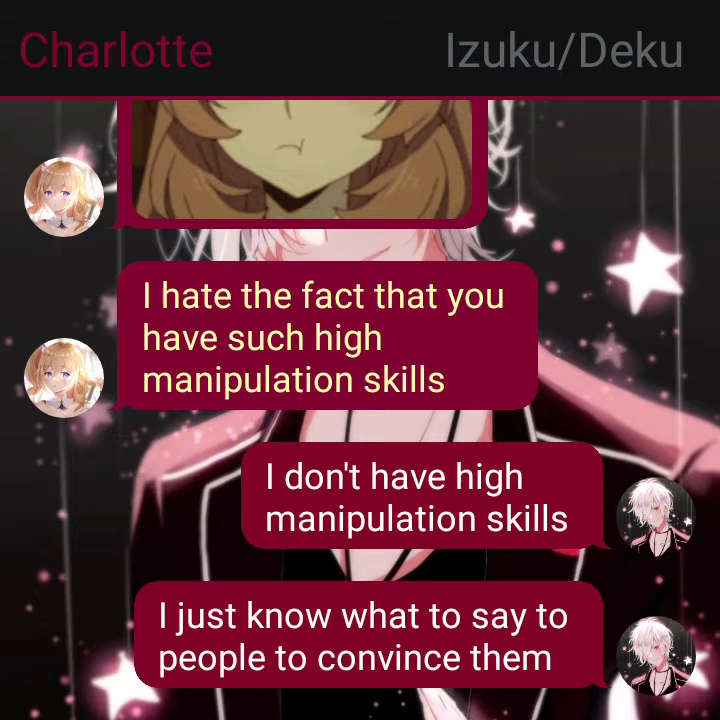 Charlotte Izuku/Deku
I hate the fact that you
have such high
manipulation skills
I don't have high
manipulation skills
I just know what to say to
people to convince them